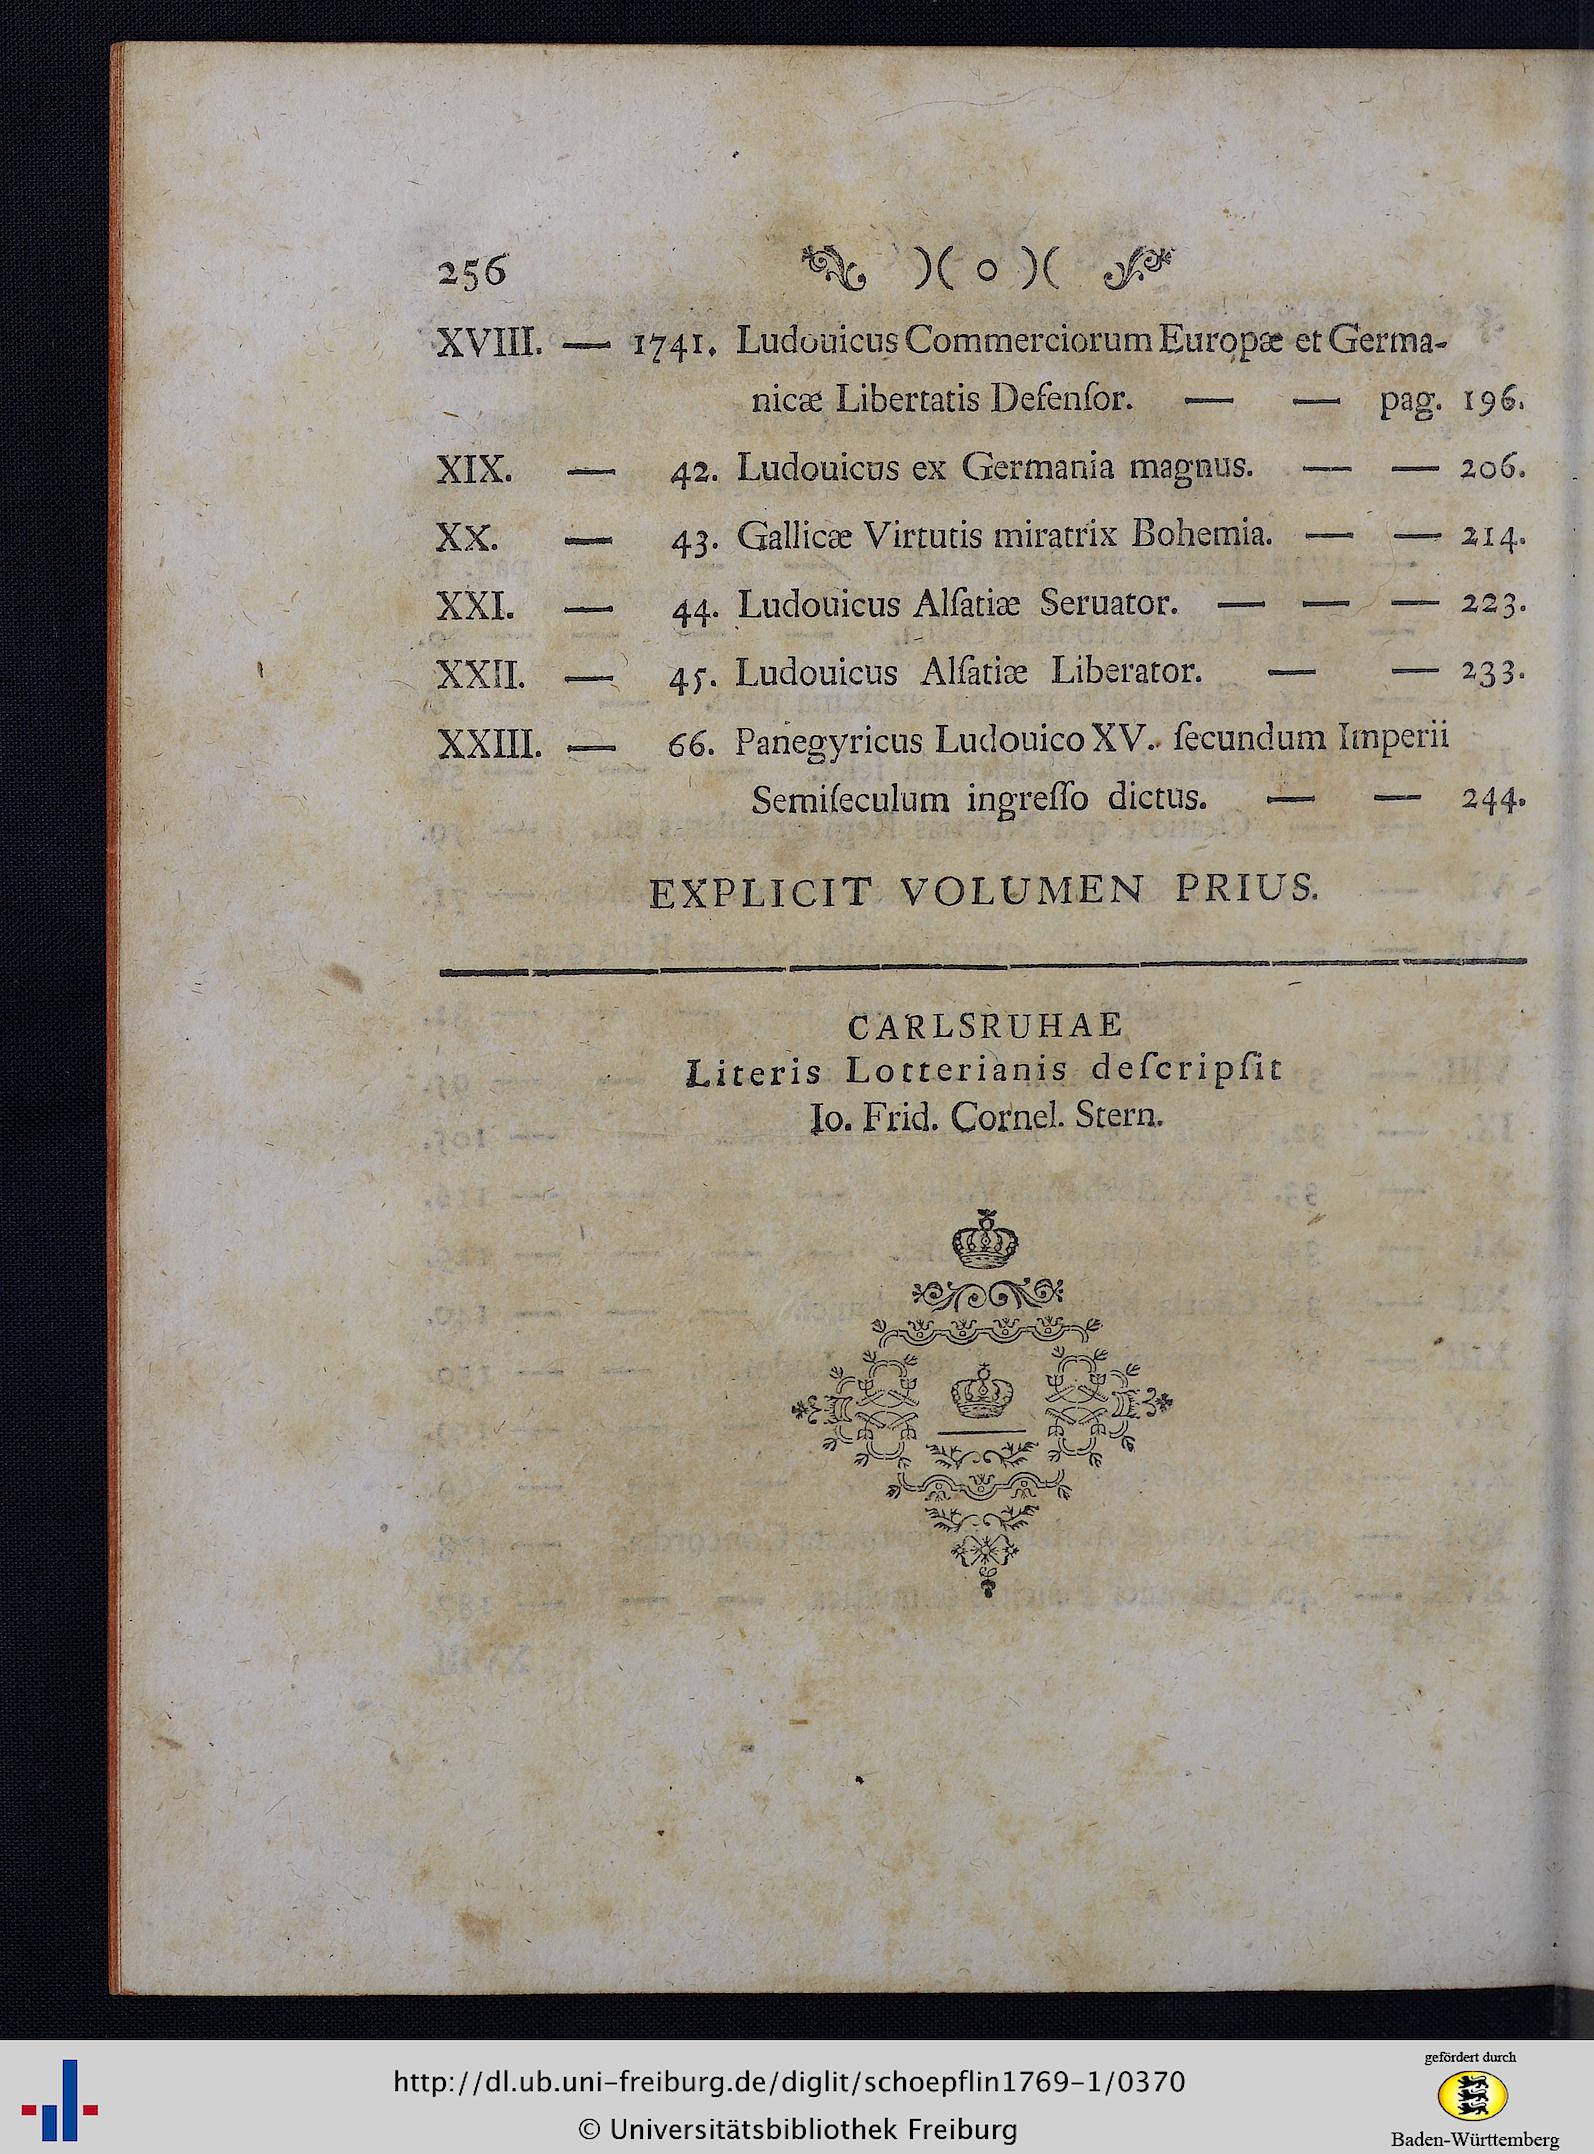 256 )( o )(
XVIII. — 1741. Ludouicus Commerciorum Europæ et Germa-
nicæ Libertatis Defenſor. — — pag. 196.
XIX. — 42. Ludouicus ex Germania magnus. — — 206.
XX. — 43. Gallicæ Virtutis miratrix Bohemia. — — 214.
XXI. — 44. Ludouicus Alſatiæ Seruator. — — — 223.
XXII. — 45. Ludouicus Alſatiæ Liberator. — — 233.
XXIII. — 66. Panegyricus Ludouico XV. ſecundum Imperii
Semiſeculum ingreſſo dictus. — — 244.
EXPLICIT VOLUMEN PRIUS.
CARLSRUHAE
Literis Lotterianis deſcripſit
Io. Frid. Cornel. Stern.
http://dl.ub.uni-freiburg.de/diglit/schoepflin1769-1/0370
© Universitätsbibliothek Freiburg
gefördert durch
Baden-Württemberg